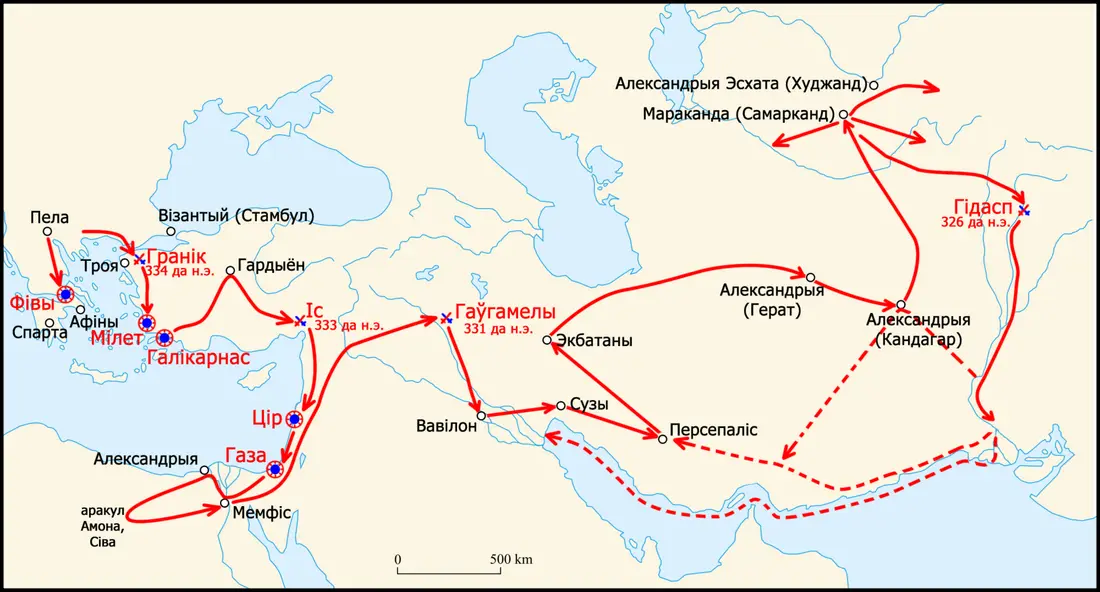 Александрыя Эсхата (Худжанд)
Мараканда (Самарканд)
Гідасп
326 да н.э.
Пела
Візантый (Стамбул)
Гранік
334 да н.э.
Троя
Гардыён
Фівы
Афіны
Спарта
Мілет
Галікарнас
Іс
333 да н.э.
Гаўгамелы
331 да н.э.
Экбатаны
Александрыя
(Герат)
Александрыя
(Кандагар)
Цір
Газа
Вавілон
Сузы
Персепаліс
Александрыя
Мемфіс
аракул
Амона,
Сіва
0 500 km